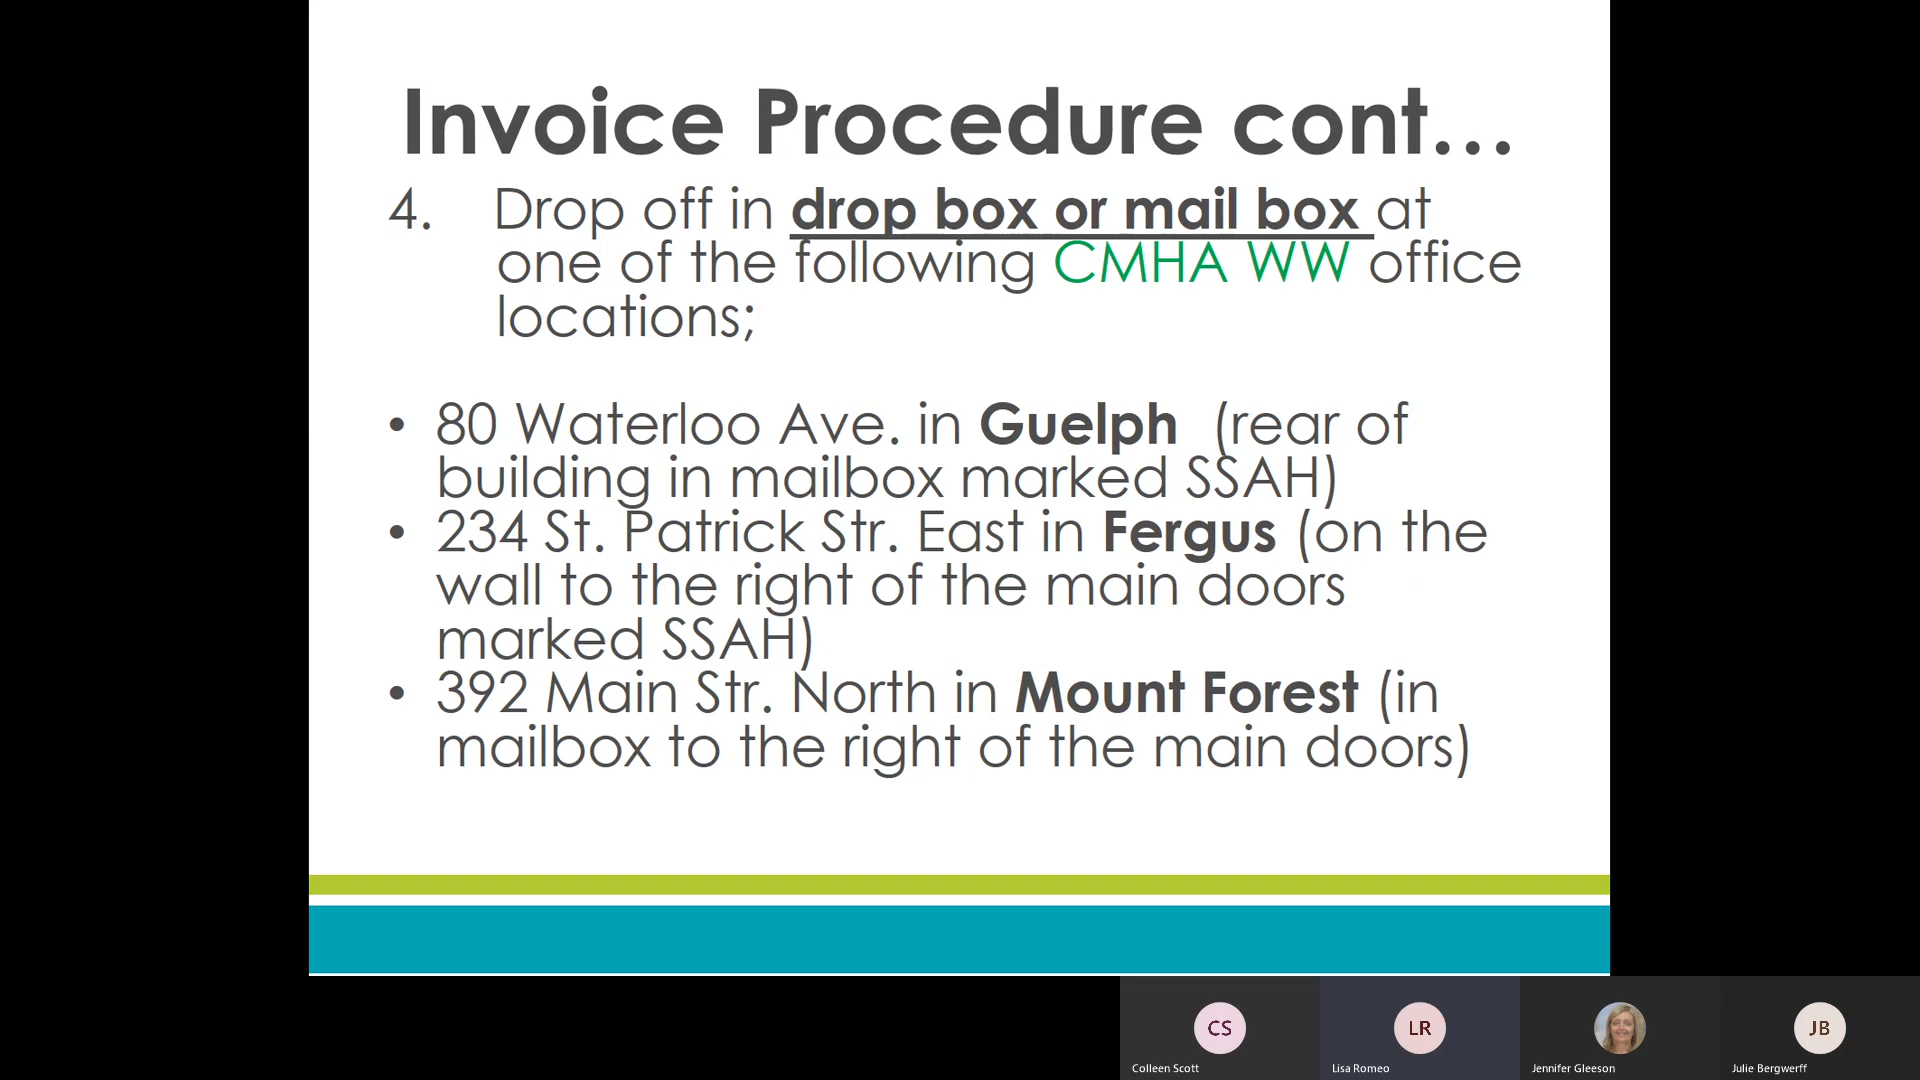 Invoice Procedure cont...
4. Drop off in drop box or mail box at
one of the following CMHA WW office
locations;
• 80 Waterloo Ave. in Guelph (rear of
building in mailbox marked SSAH)
• 234 St. Patrick Str. East in Fergus (on the
wall to the right of the main doors
marked SSAH)
• 392 Main Str. North in Mount Forest (in
mailbox to the right of the main doors)
CS
LR
JB
Colleen Scott
Lisa Romeo
Jennifer Gleeson
Julie Bergwerff